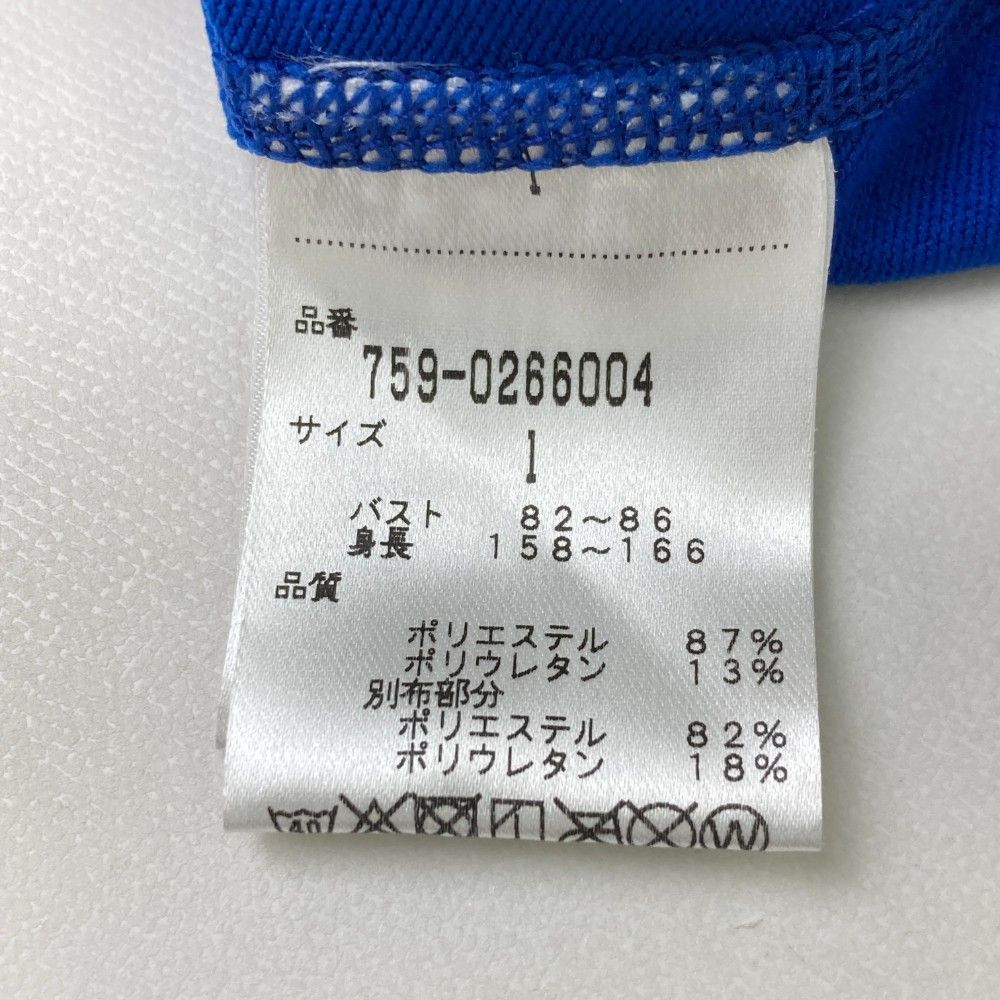 品番
759-0266004
サイズ
1
バスト 82~86
身長 158~166
品質
ポリエステル 87%
ポリウレタン 13%
別布部分
ポリエステル 82%
ポリウレタン 18%
40 W